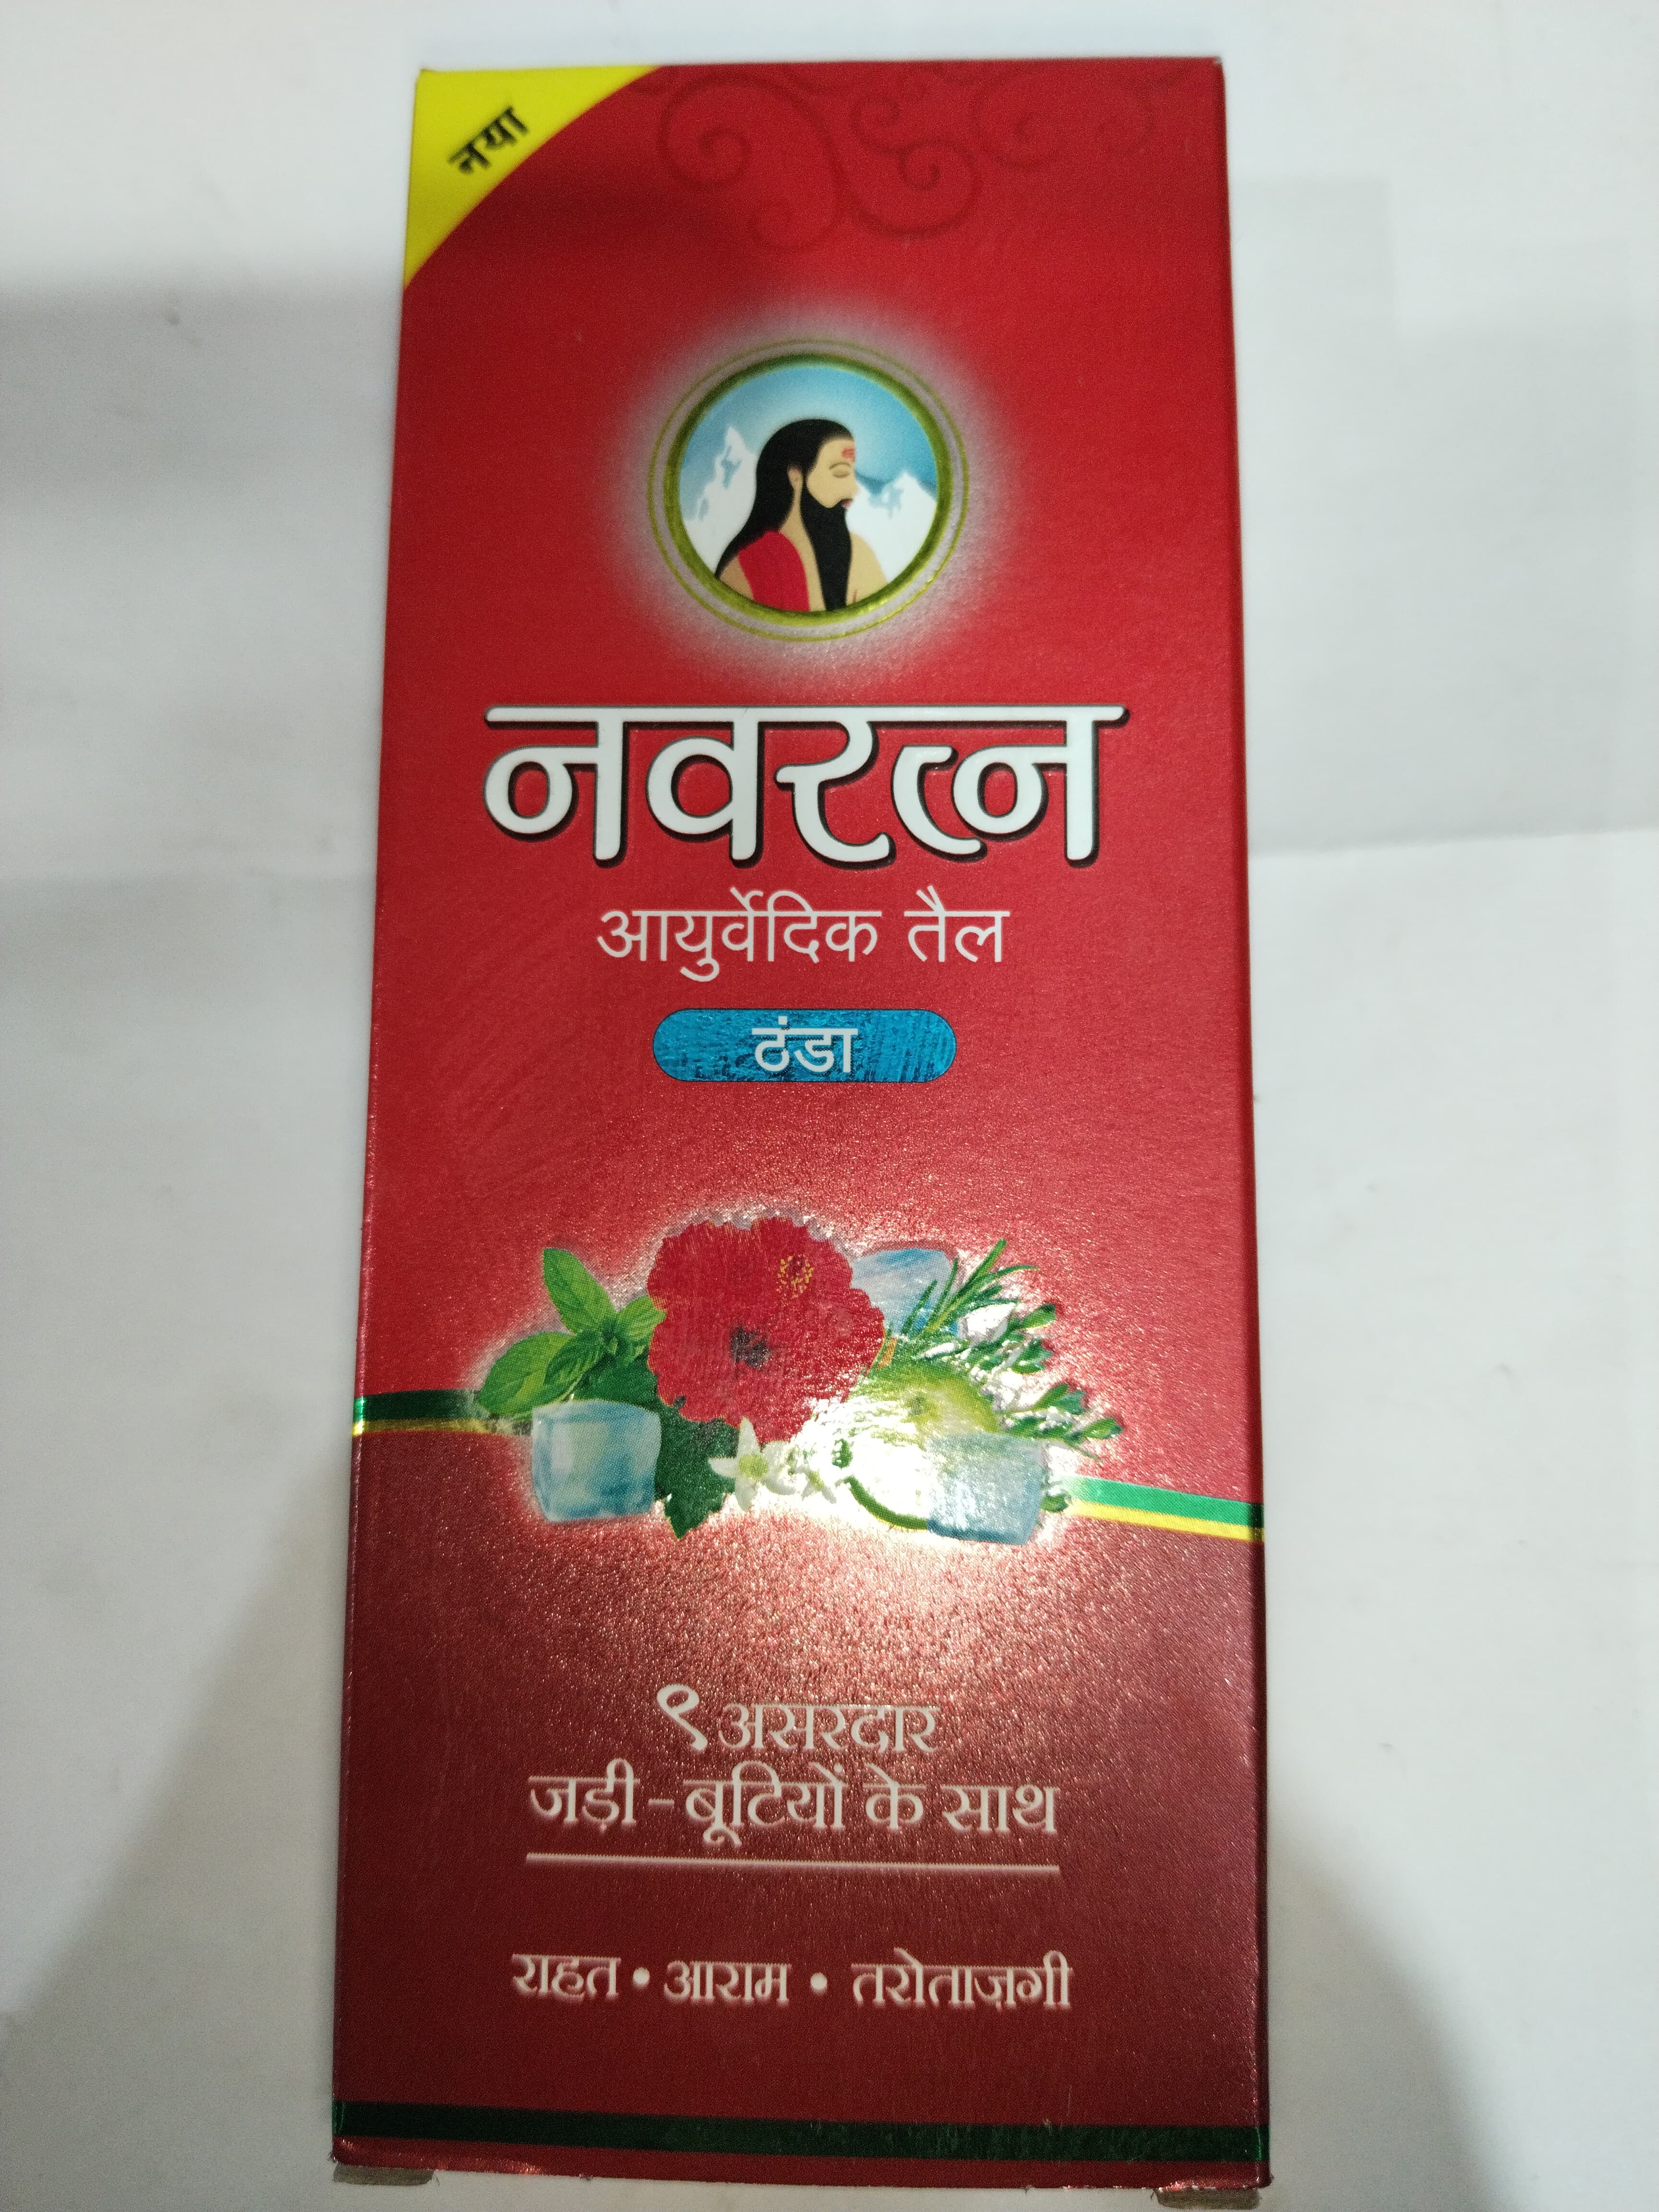 नया
नवरत्न
आयुर्वेदिक तैल
ठंडा
९ असरदार
जड़ी-बूटियों के साथ
राहत • आराम • तरोताज़गी